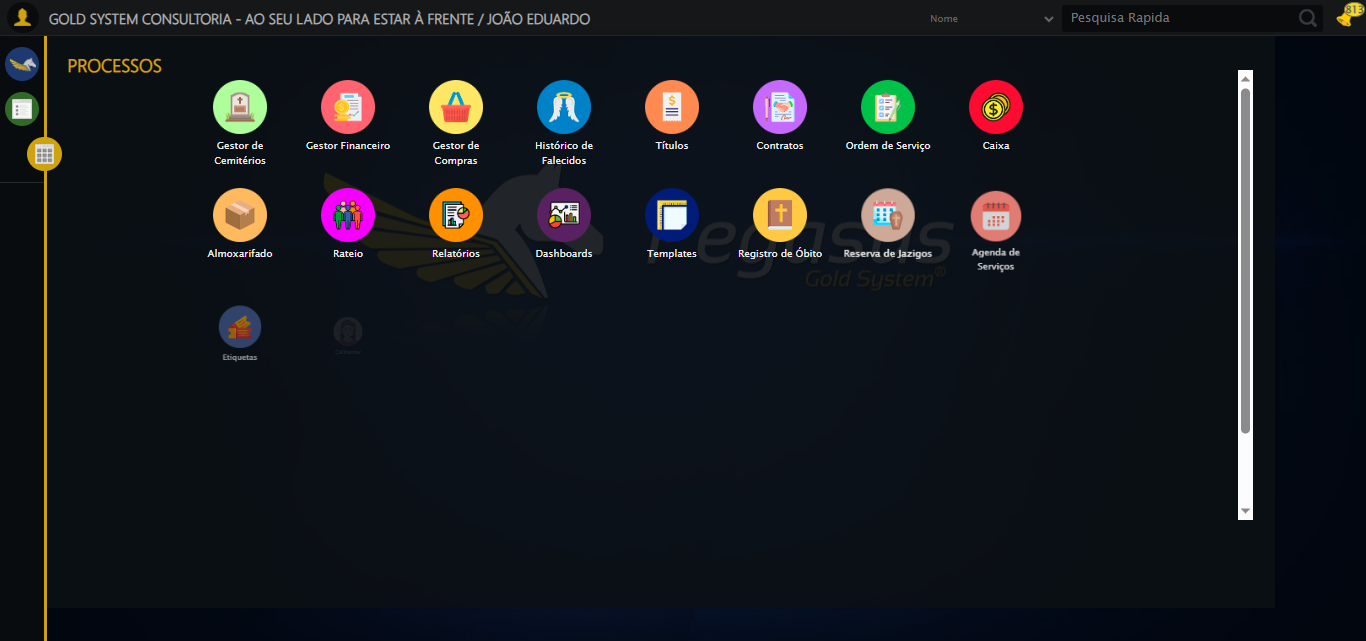 GOLD SYSTEM CONSULTORIA - AO SEU LADO PARA ESTAR À FRENTE / JOÃO EDUARDO
Nome
Pesquisa Rapida
813
PROCESSOS
Gestor de
Cemitérios
Gestor Financeiro
Gestor de
Compras
Histórico de
Falecidos
Títulos
Contratos
Ordem de Serviço
Caixa
Almoxarifado
Rateio
Relatórios
Dashboards
Templates
Registro de Óbito
Reserva de Jazigos
Agenda de
Serviços
Pegasus
Gold System®
Etiquetas